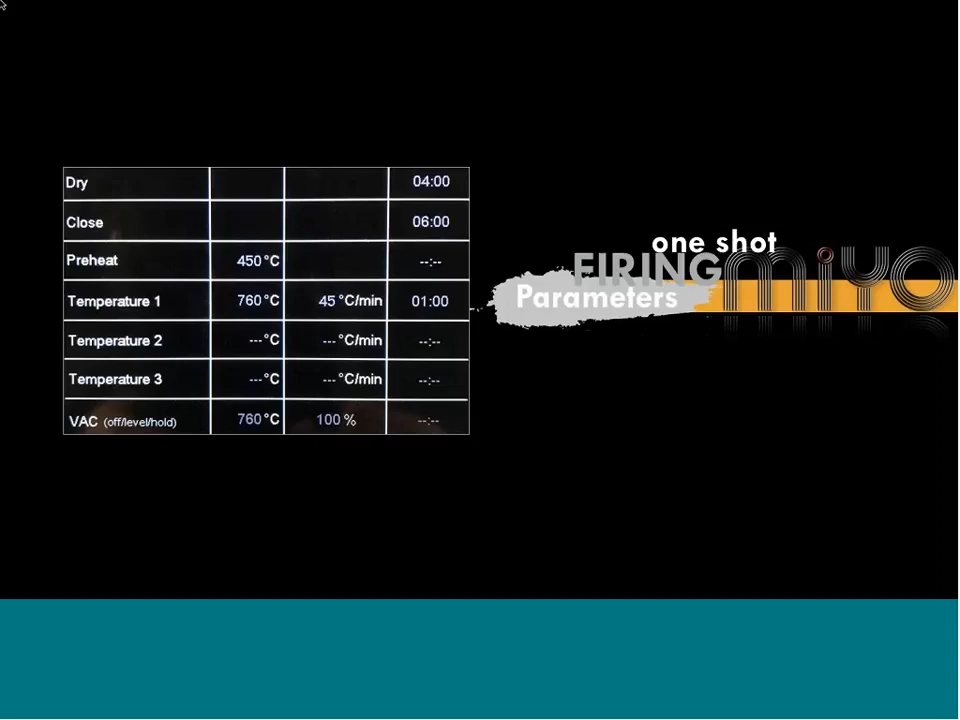 Dry 04:00
Close 06:00
Preheat 450 °C --:--
Temperature 1 760 °C 45 °C/min 01:00
Temperature 2 --- °C --- °C/min --:--
Temperature 3 --- °C --- °C/min --:--
VAC (off/level/hold) 760 °C 100 % --:--
one shot
FIRING miyo
Parameters